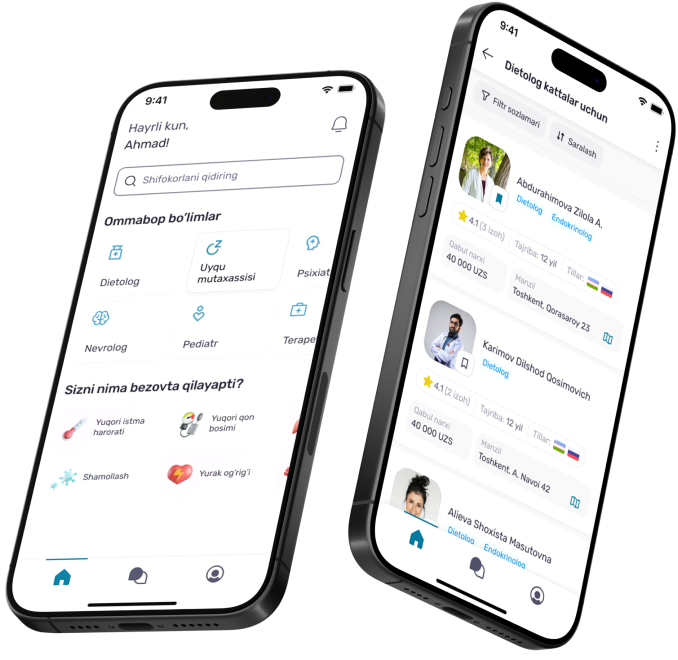 9:41
Hayrli kun,
Ahmad!
Shifokorlani qidiring
Ommabop bo'limlar
Dietolog
Uyqu
mutaxassisi
Psixiat
Nevrolog
Pediatr
Terape
Sizni nima bezovta qilayapti?
Yuqori istma
harorati
Yuqori qon
bosimi
Shamollash
Yurak og'rig'i
9:41
Dietolog kattalar uchun
Filtr sozlamari
Saralash
Abdurahimova Zilola A.
Dietolog Endokrinolog
4.1 (3 izoh)
Tajriba: 12 yil
Tillar:
Qabul narxi
40 000 UZS
Manzil
Toshkent, Qorasaroy 23
Karimov Dilshod Qosimovich
Dietolog
4.1 (2 izoh)
Tajriba: 12 yil
Tillar:
Qabul narxi
40 000 UZS
Manzil
Toshkent, A. Navoi 42
Alieva Shoxista Masutovna
Dietolog Endokrinolog